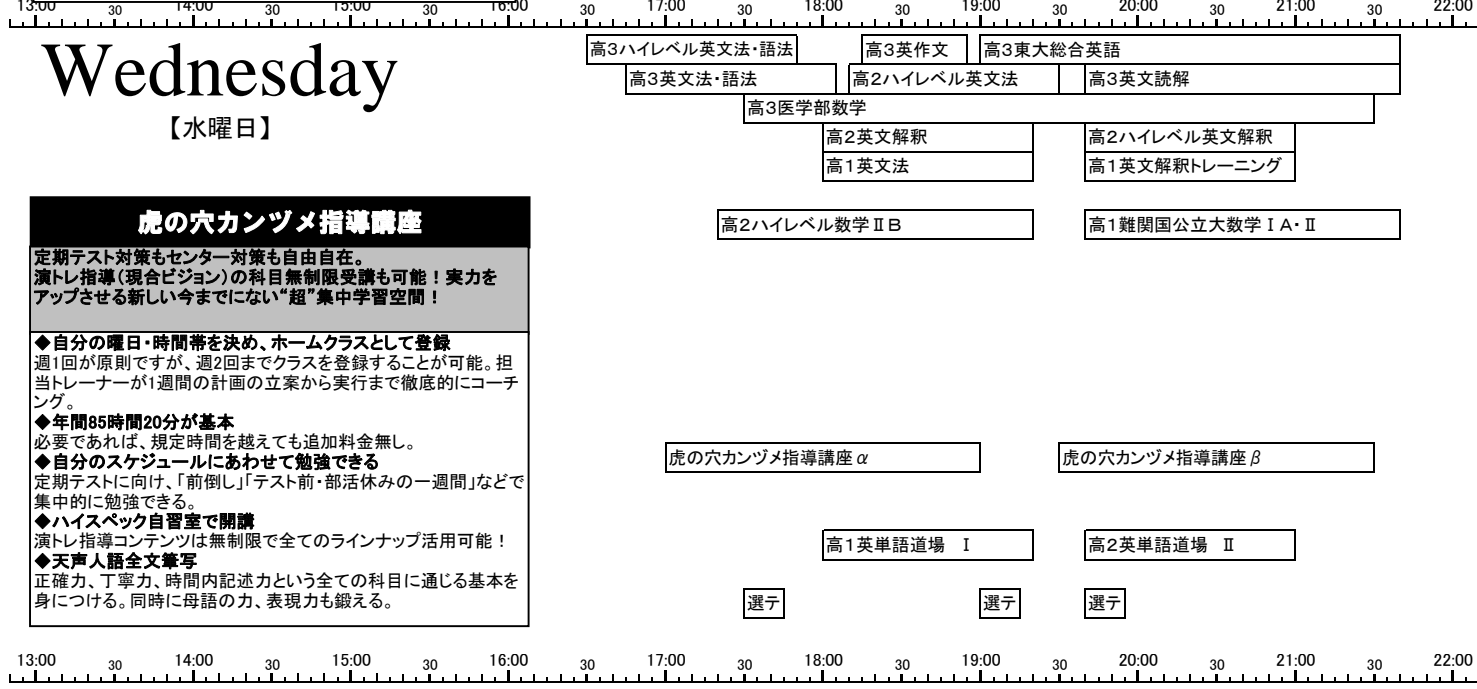 13:00 30 14:00 30 15:00 30 16:00 30 17:00 30 18:00 30 19:00 30 20:00 30 21:00 30 22:00
Wednesday
【水曜日】
高3ハイレベル英文法・語法 高3英作文 高3東大総合英語
高3英文法・語法 高2ハイレベル英文法 高3英文読解
高3医学部数学
高2英文解釈 高2ハイレベル英文解釈
高1英文法 高1英文解釈トレーニング
高2ハイレベル数学ⅡB 高1難関国公立大数学ⅠA・Ⅱ
虎の穴カンヅメ指導講座
定期テスト対策もセンター対策も自由自在。
演トレ指導（現合ビジョン）の科目無制限受講も可能！実力を
アップさせる新しい今までにない“超”集中学習空間！
◆自分の曜日・時間帯を決め、ホームクラスとして登録
週1回が原則ですが、週2回までクラスを登録することが可能。担
当トレーナーが1週間の計画の立案から実行まで徹底的にコーチ
ング。
◆年間85時間20分が基本
必要であれば、規定時間を越えても追加料金無し。
◆自分のスケジュールにあわせて勉強できる
定期テストに向け、「前倒し」「テスト前・部活休みの一週間」などで
集中的に勉強できる。
◆ハイスペック自習室で開講
演トレ指導コンテンツは無制限で全てのラインナップ活用可能！
◆天声人語全文筆写
正確力、丁寧力、時間内記述力という全ての科目に通じる基本を
身につける。同時に母語の力、表現力も鍛える。
虎の穴カンヅメ指導講座α 虎の穴カンヅメ指導講座β
高1英単語道場　Ⅰ 高2英単語道場　Ⅱ
選テ 選テ 選テ
13:00 30 14:00 30 15:00 30 16:00 30 17:00 30 18:00 30 19:00 30 20:00 30 21:00 30 22:00